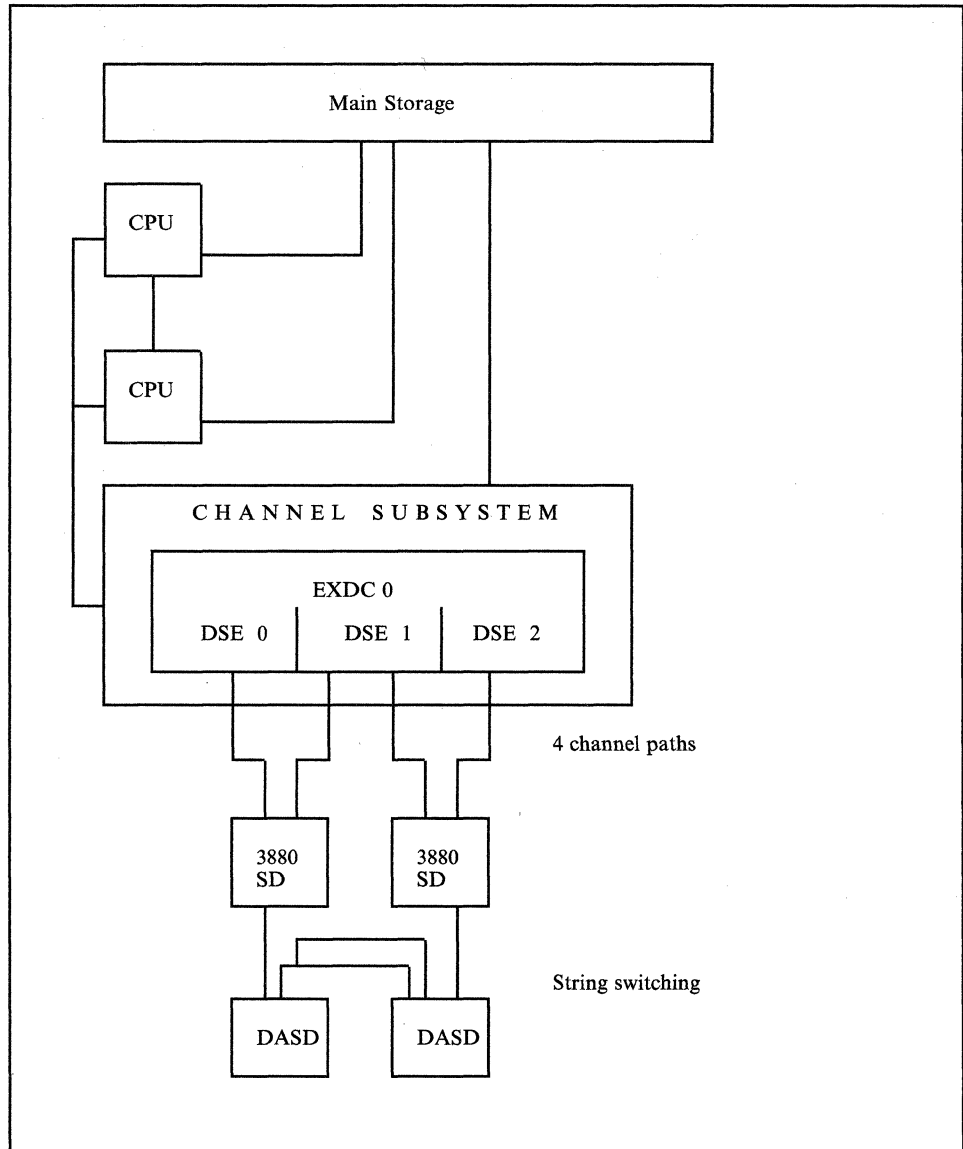 Main Storage
CPU
CPU
CHANNEL SUBSYSTEM
EXDC 0
DSE 0 DSE 1 DSE 2
4 channel paths
3880 3880
SD SD
String switching
DASD DASD